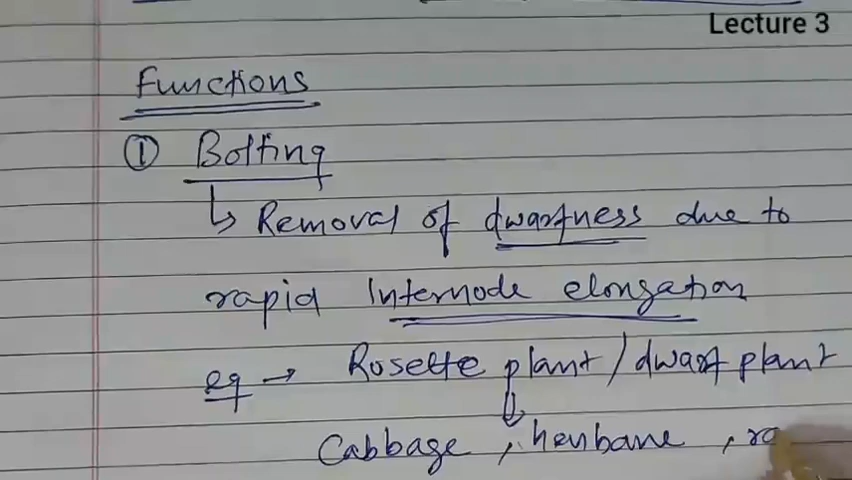 Lecture 3
Functions
① Bolting
↳ Removal of dwarfness due to
rapid Internode elongation
eg → Rosette plant / dwarf plant
Cabbage, henbane,